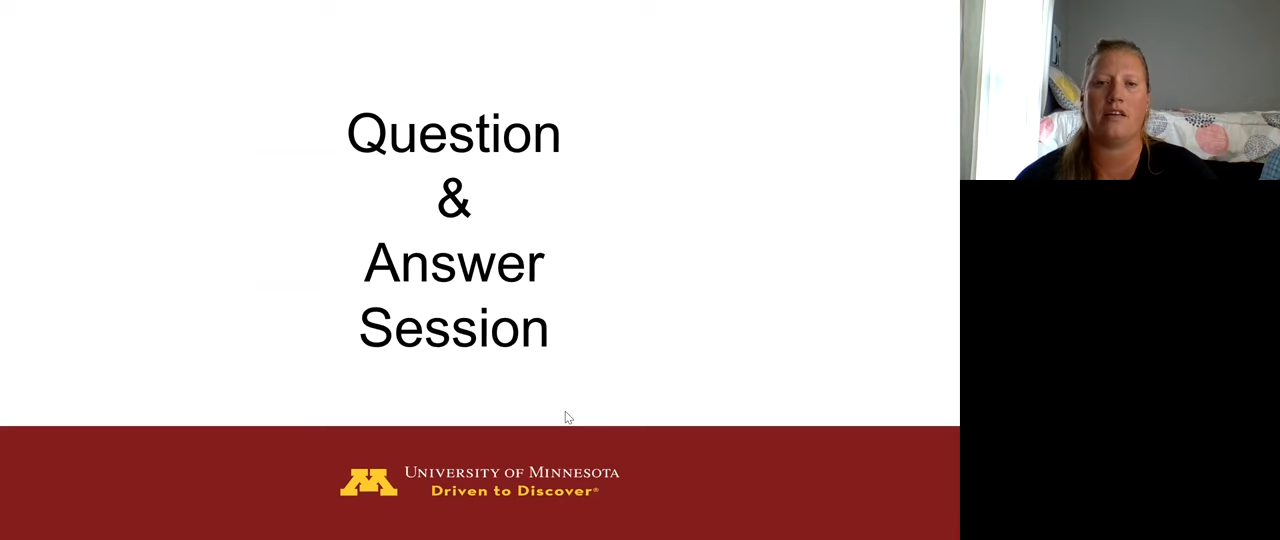 Question
&
Answer
Session
UNIVERSITY OF MINNESOTA
Driven to Discover®